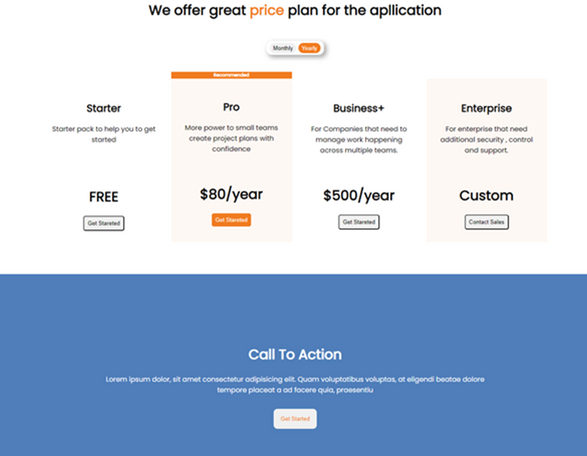 We offer great price plan for the apllication
Monthly Yearly
Recommended
Starter
Starter pack to help you to get
started
FREE
Get Stareted
Pro
More power to small teams
create project plans with
confidence
$80/year
Get Stareted
Business+
For Companies that need to
manage work happening
across multiple teams.
$500/year
Get Stareted
Enterprise
For enterprise that need
additional security , control
and support.
Custom
Contact Sales
Call To Action
Lorem ipsum dolor, sit amet consectetur adipisicing elit. Quam voluptatibus voluptas, at eligendi beatae dolore
tempore placeat a ad facere quia, praesentiu
Get Started